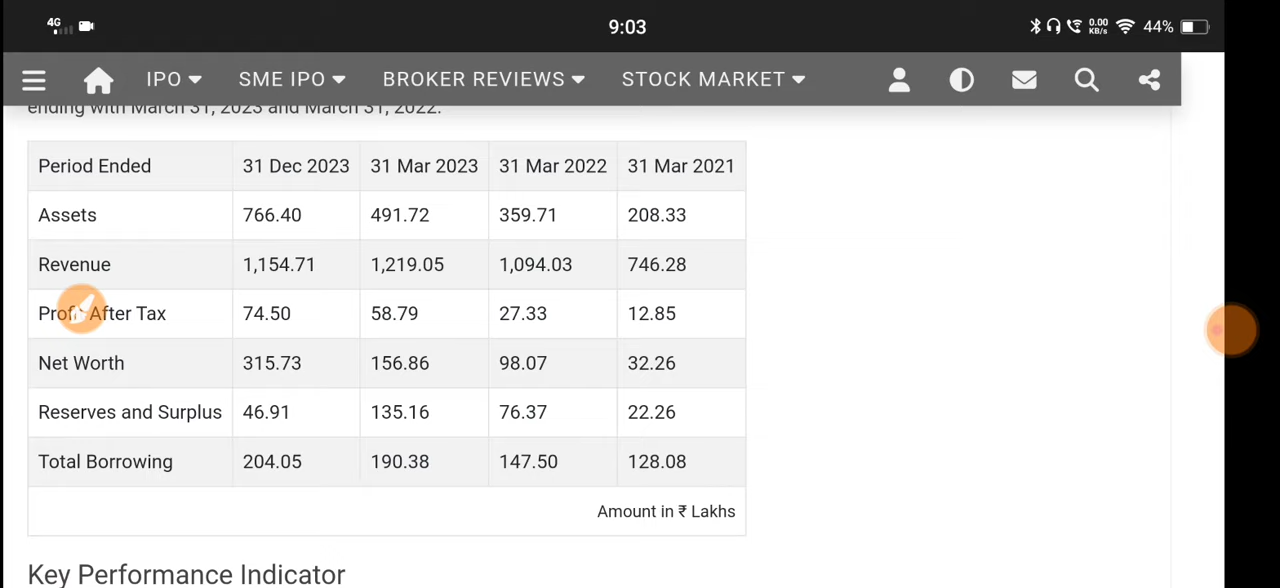 4G 9:03 0.00 KB/s 44%
IPO SME IPO BROKER REVIEWS STOCK MARKET
ending with March 31, 2023 and March 31, 2022.
Period Ended 31 Dec 2023 31 Mar 2023 31 Mar 2022 31 Mar 2021
Assets 766.40 491.72 359.71 208.33
Revenue 1,154.71 1,219.05 1,094.03 746.28
Profit After Tax 74.50 58.79 27.33 12.85
Net Worth 315.73 156.86 98.07 32.26
Reserves and Surplus 46.91 135.16 76.37 22.26
Total Borrowing 204.05 190.38 147.50 128.08
Amount in ₹ Lakhs
Key Performance Indicator